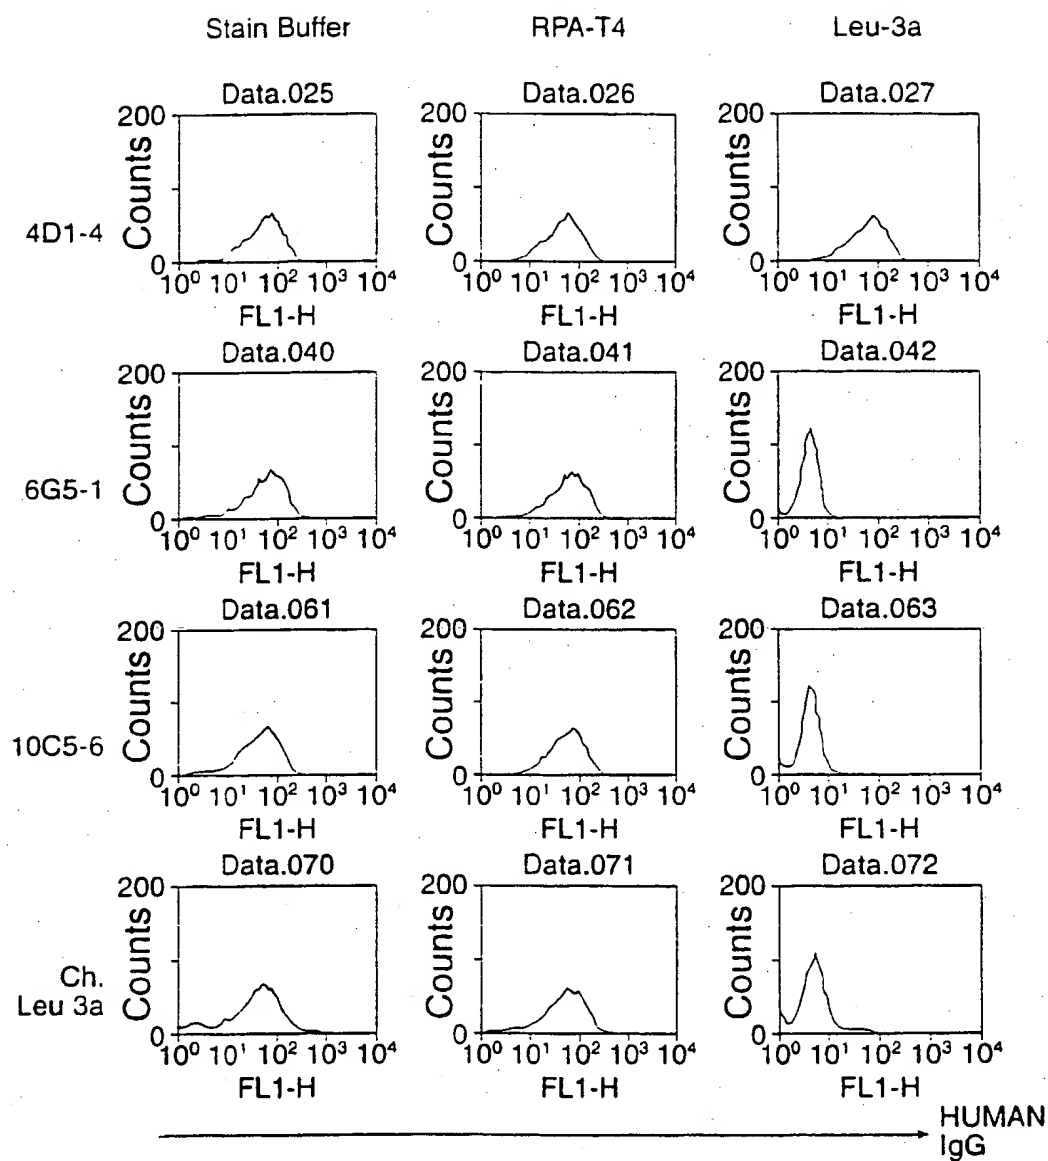 Stain Buffer RPA-T4 Leu-3a
Data.025 Data.026 Data.027
200 200 200
Counts Counts Counts
4D1-4
0 0 0
10⁰ 10¹ 10² 10³ 10⁴ 10⁰ 10¹ 10² 10³ 10⁴ 10⁰ 10¹ 10² 10³ 10⁴
FL1-H FL1-H FL1-H
Data.040 Data.041 Data.042
200 200 200
Counts Counts Counts
6G5-1
0 0 0
10⁰ 10¹ 10² 10³ 10⁴ 10⁰ 10¹ 10² 10³ 10⁴ 10⁰ 10¹ 10² 10³ 10⁴
FL1-H FL1-H FL1-H
Data.061 Data.062 Data.063
200 200 200
Counts Counts Counts
10C5-6
0 0 0
10⁰ 10¹ 10² 10³ 10⁴ 10⁰ 10¹ 10² 10³ 10⁴ 10⁰ 10¹ 10² 10³ 10⁴
FL1-H FL1-H FL1-H
Data.070 Data.071 Data.072
200 200 200
Counts Counts Counts
Ch.
Leu 3a
0 0 0
10⁰ 10¹ 10² 10³ 10⁴ 10⁰ 10¹ 10² 10³ 10⁴ 10⁰ 10¹ 10² 10³ 10⁴
FL1-H FL1-H FL1-H
HUMAN
IgG